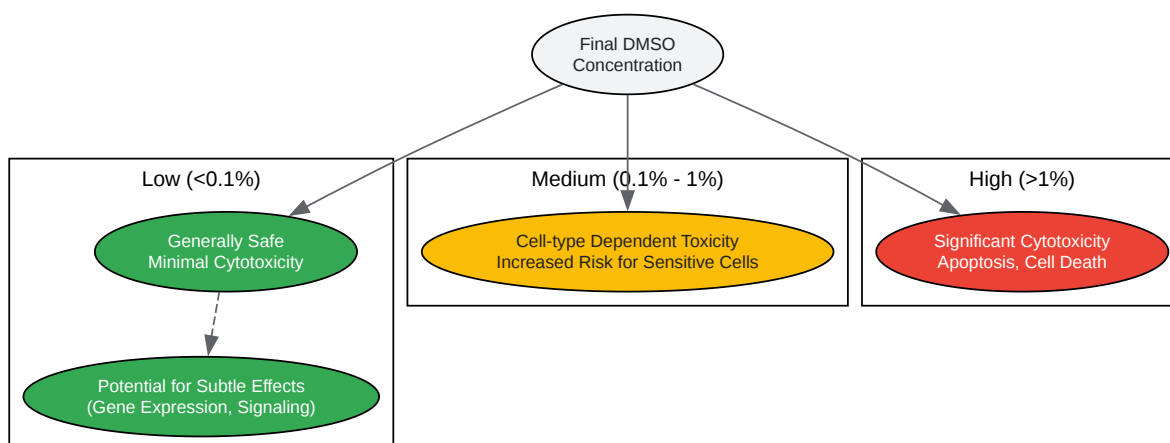 Final DMSO
Concentration
Low (<0.1%)
Medium (0.1% - 1%)
High (>1%)
Generally Safe
Minimal Cytotoxicity
Cell-type Dependent Toxicity
Increased Risk for Sensitive Cells
Significant Cytotoxicity
Apoptosis, Cell Death
Potential for Subtle Effects
(Gene Expression, Signaling)